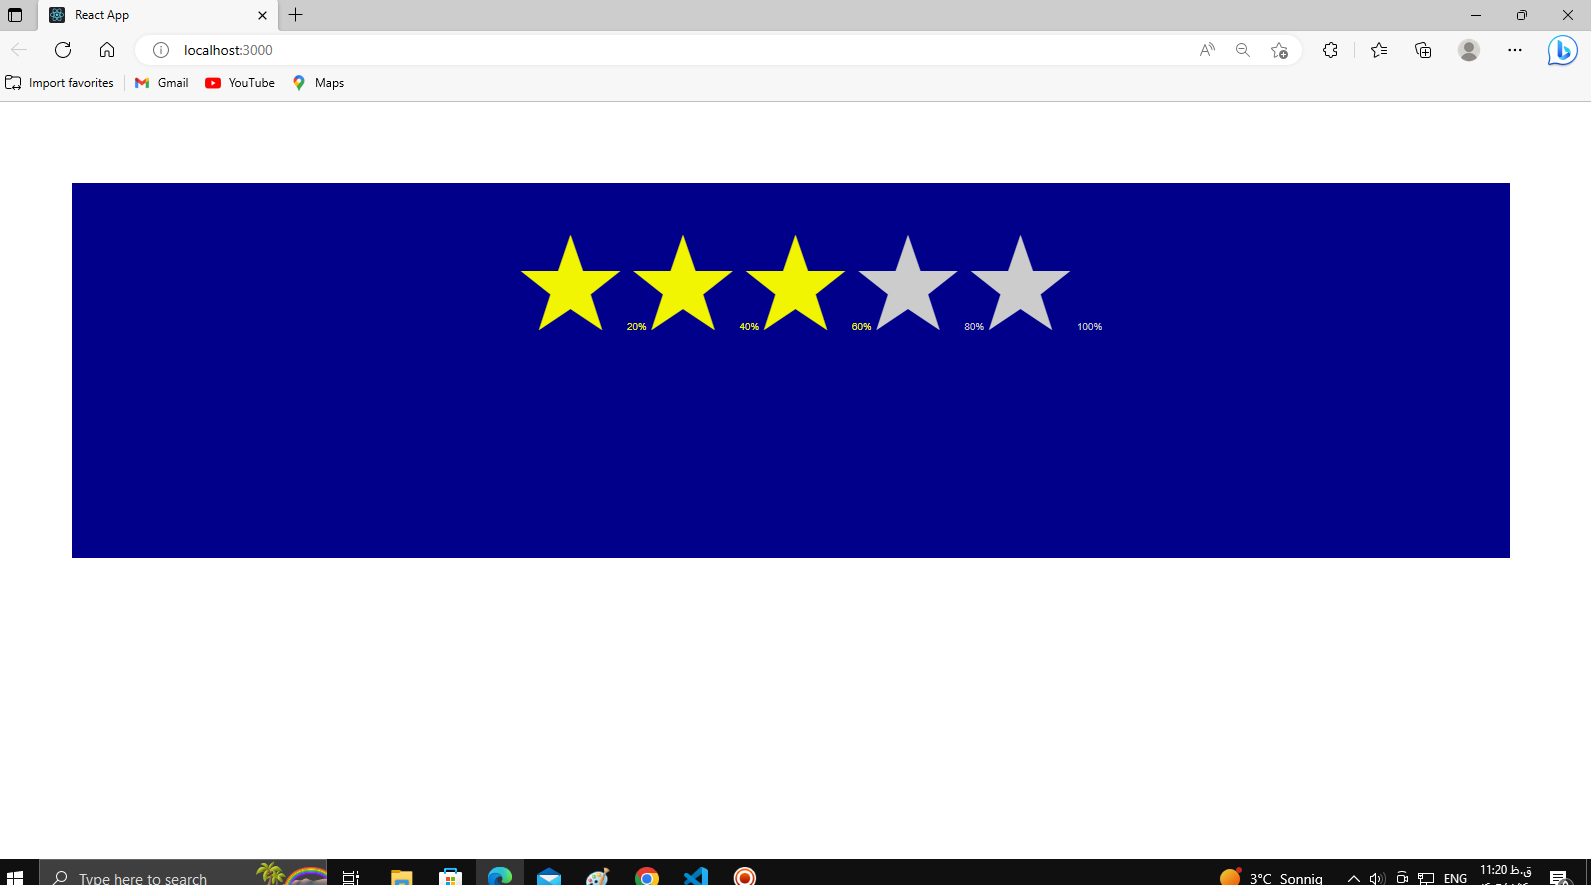 React App
localhost:3000
Import favorites
Gmail
YouTube
Maps
20% 40% 60% 80% 100%
Type here to search
3°C Sonnig
ENG
11:20 ق.ظ